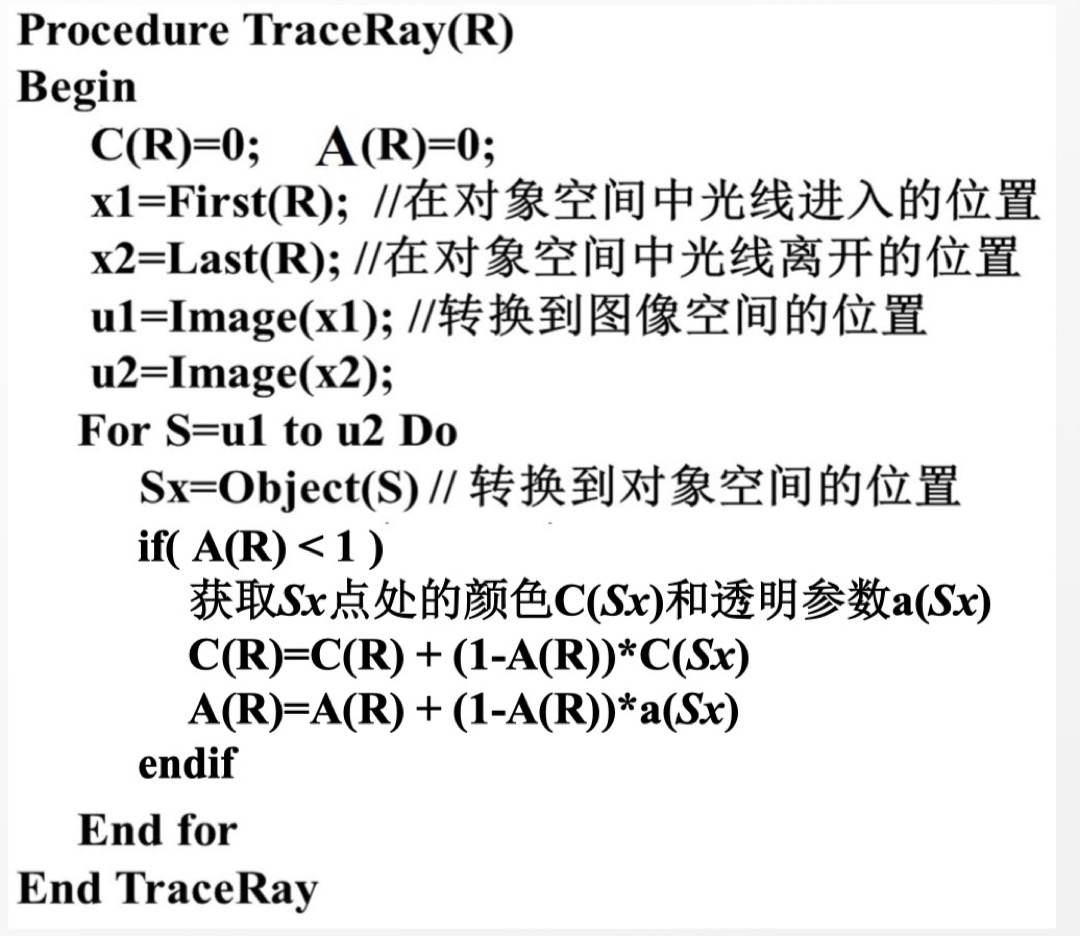 Procedure TraceRay(R)
Begin
C(R)=0; A(R)=0;
x1=First(R); //在对象空间中光线进入的位置
x2=Last(R); //在对象空间中光线离开的位置
u1=Image(x1); //转换到图像空间的位置
u2=Image(x2);
For S=u1 to u2 Do
Sx=Object(S) // 转换到对象空间的位置
if( A(R) < 1 )
获取Sx点处的颜色C(Sx)和透明参数a(Sx)
C(R)=C(R) + (1-A(R))*C(Sx)
A(R)=A(R) + (1-A(R))*a(Sx)
endif
End for
End TraceRay